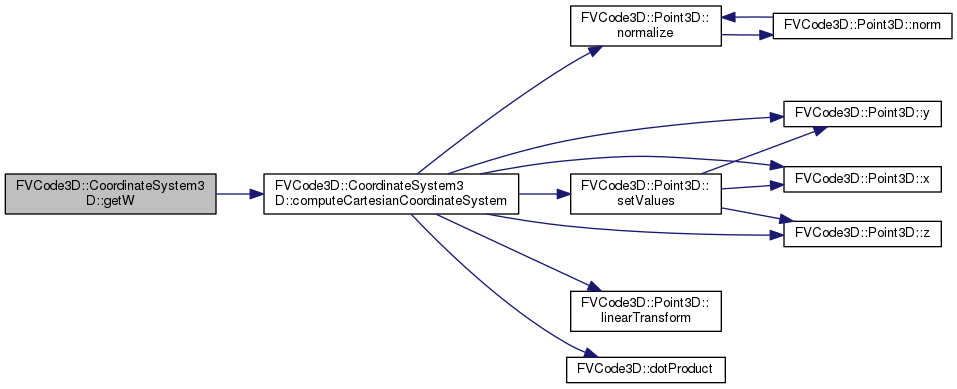 FVCode3D::CoordinateSystem3
D::getW
FVCode3D::CoordinateSystem3
D::computeCartesianCoordinateSystem
FVCode3D::Point3D::
normalize
FVCode3D::Point3D::norm
FVCode3D::Point3D::y
FVCode3D::Point3D::
setValues
FVCode3D::Point3D::x
FVCode3D::Point3D::z
FVCode3D::Point3D::
linearTransform
FVCode3D::dotProduct